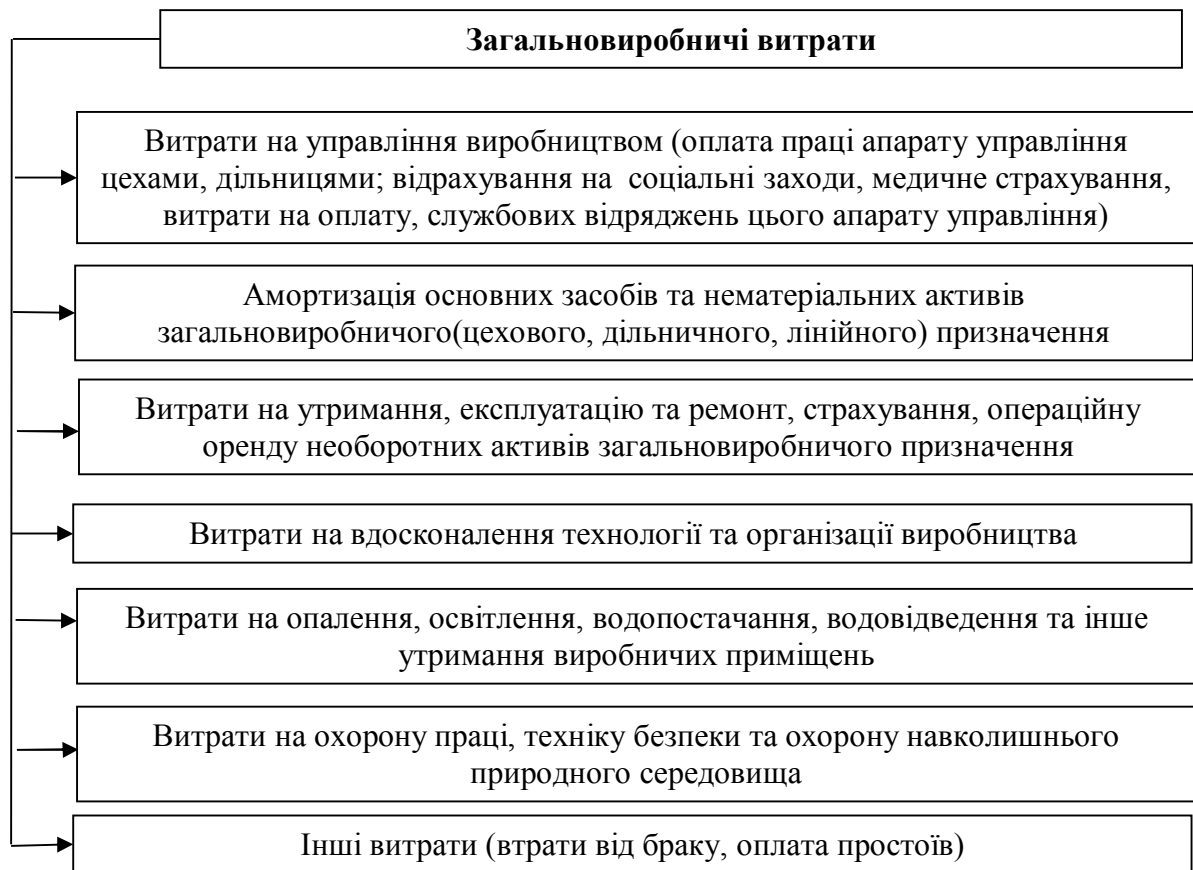 Загальновиробничі витрати
Витрати на управління виробництвом (оплата праці апарату управління
цехами, дільницями; відрахування на соціальні заходи, медичне страхування,
витрати на оплату, службових відряджень цього апарату управління)
Амортизація основних засобів та нематеріальних активів
загальновиробничого(цехового, дільничного, лінійного) призначення
Витрати на утримання, експлуатацію та ремонт, страхування, операційну
оренду необоротних активів загальновиробничого призначення
Витрати на вдосконалення технології та організації виробництва
Витрати на опалення, освітлення, водопостачання, водовідведення та інше
утримання виробничих приміщень
Витрати на охорону праці, техніку безпеки та охорону навколишнього
природного середовища
Інші витрати (втрати від браку, оплата простоїв)